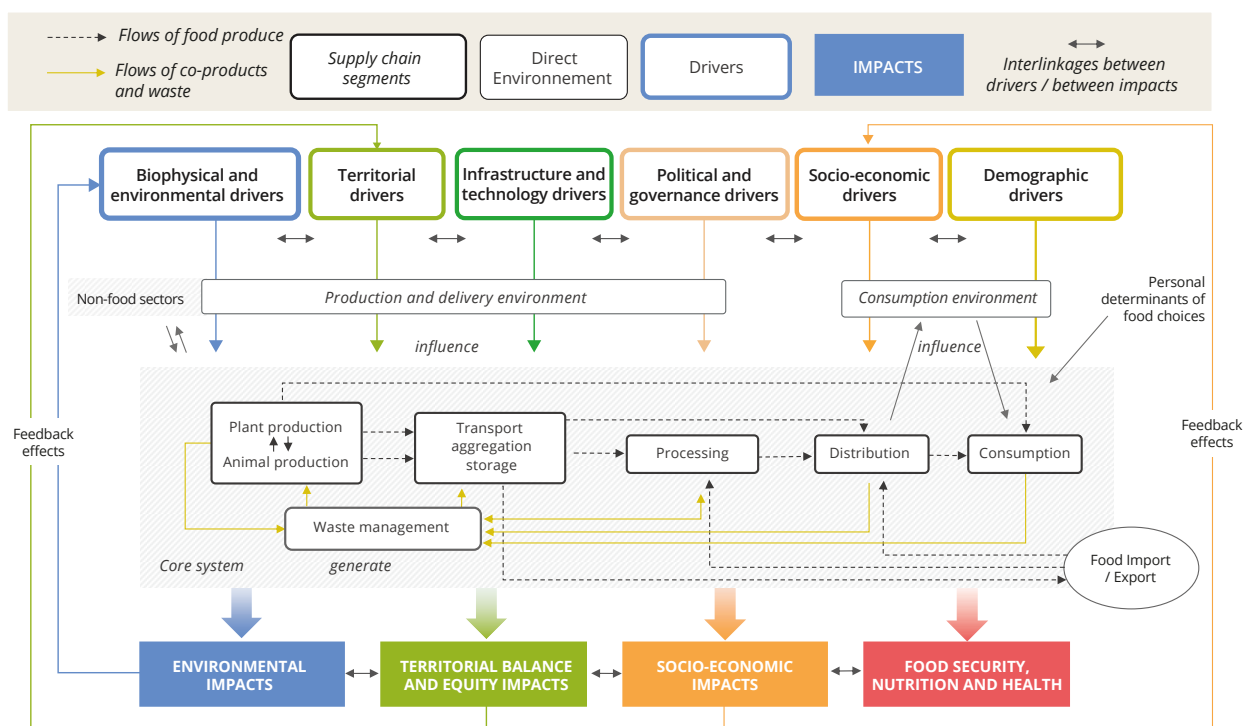 Flows of food produce
Flows of co-products
and waste
Supply chain
segments
Direct
Environnement
Drivers
IMPACTS
Interlinkages between
drivers / between impacts
Biophysical and
environmental drivers
Territorial
drivers
Infrastructure and
technology drivers
Political and
governance drivers
Socio-economic
drivers
Demographic
drivers
Non-food sectors
Production and delivery environment
Consumption environment
Personal
determinants of
food choices
influence
influence
Feedback
effects
Plant production
Animal production
Transport
aggregation
storage
Processing
Distribution
Consumption
Feedback
effects
Waste management
Core system
generate
Food Import
/ Export
ENVIRONMENTAL
IMPACTS
TERRITORIAL BALANCE
AND EQUITY IMPACTS
SOCIO-ECONOMIC
IMPACTS
FOOD SECURITY,
NUTRITION AND HEALTH